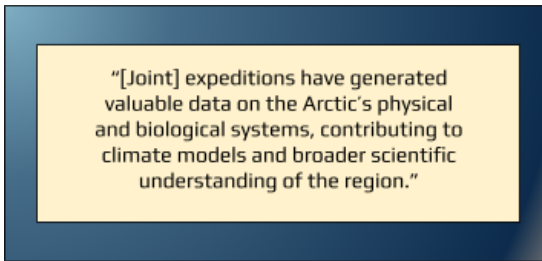 “[Joint] expeditions have generated
valuable data on the Arctic’s physical
and biological systems, contributing to
climate models and broader scientific
understanding of the region.”